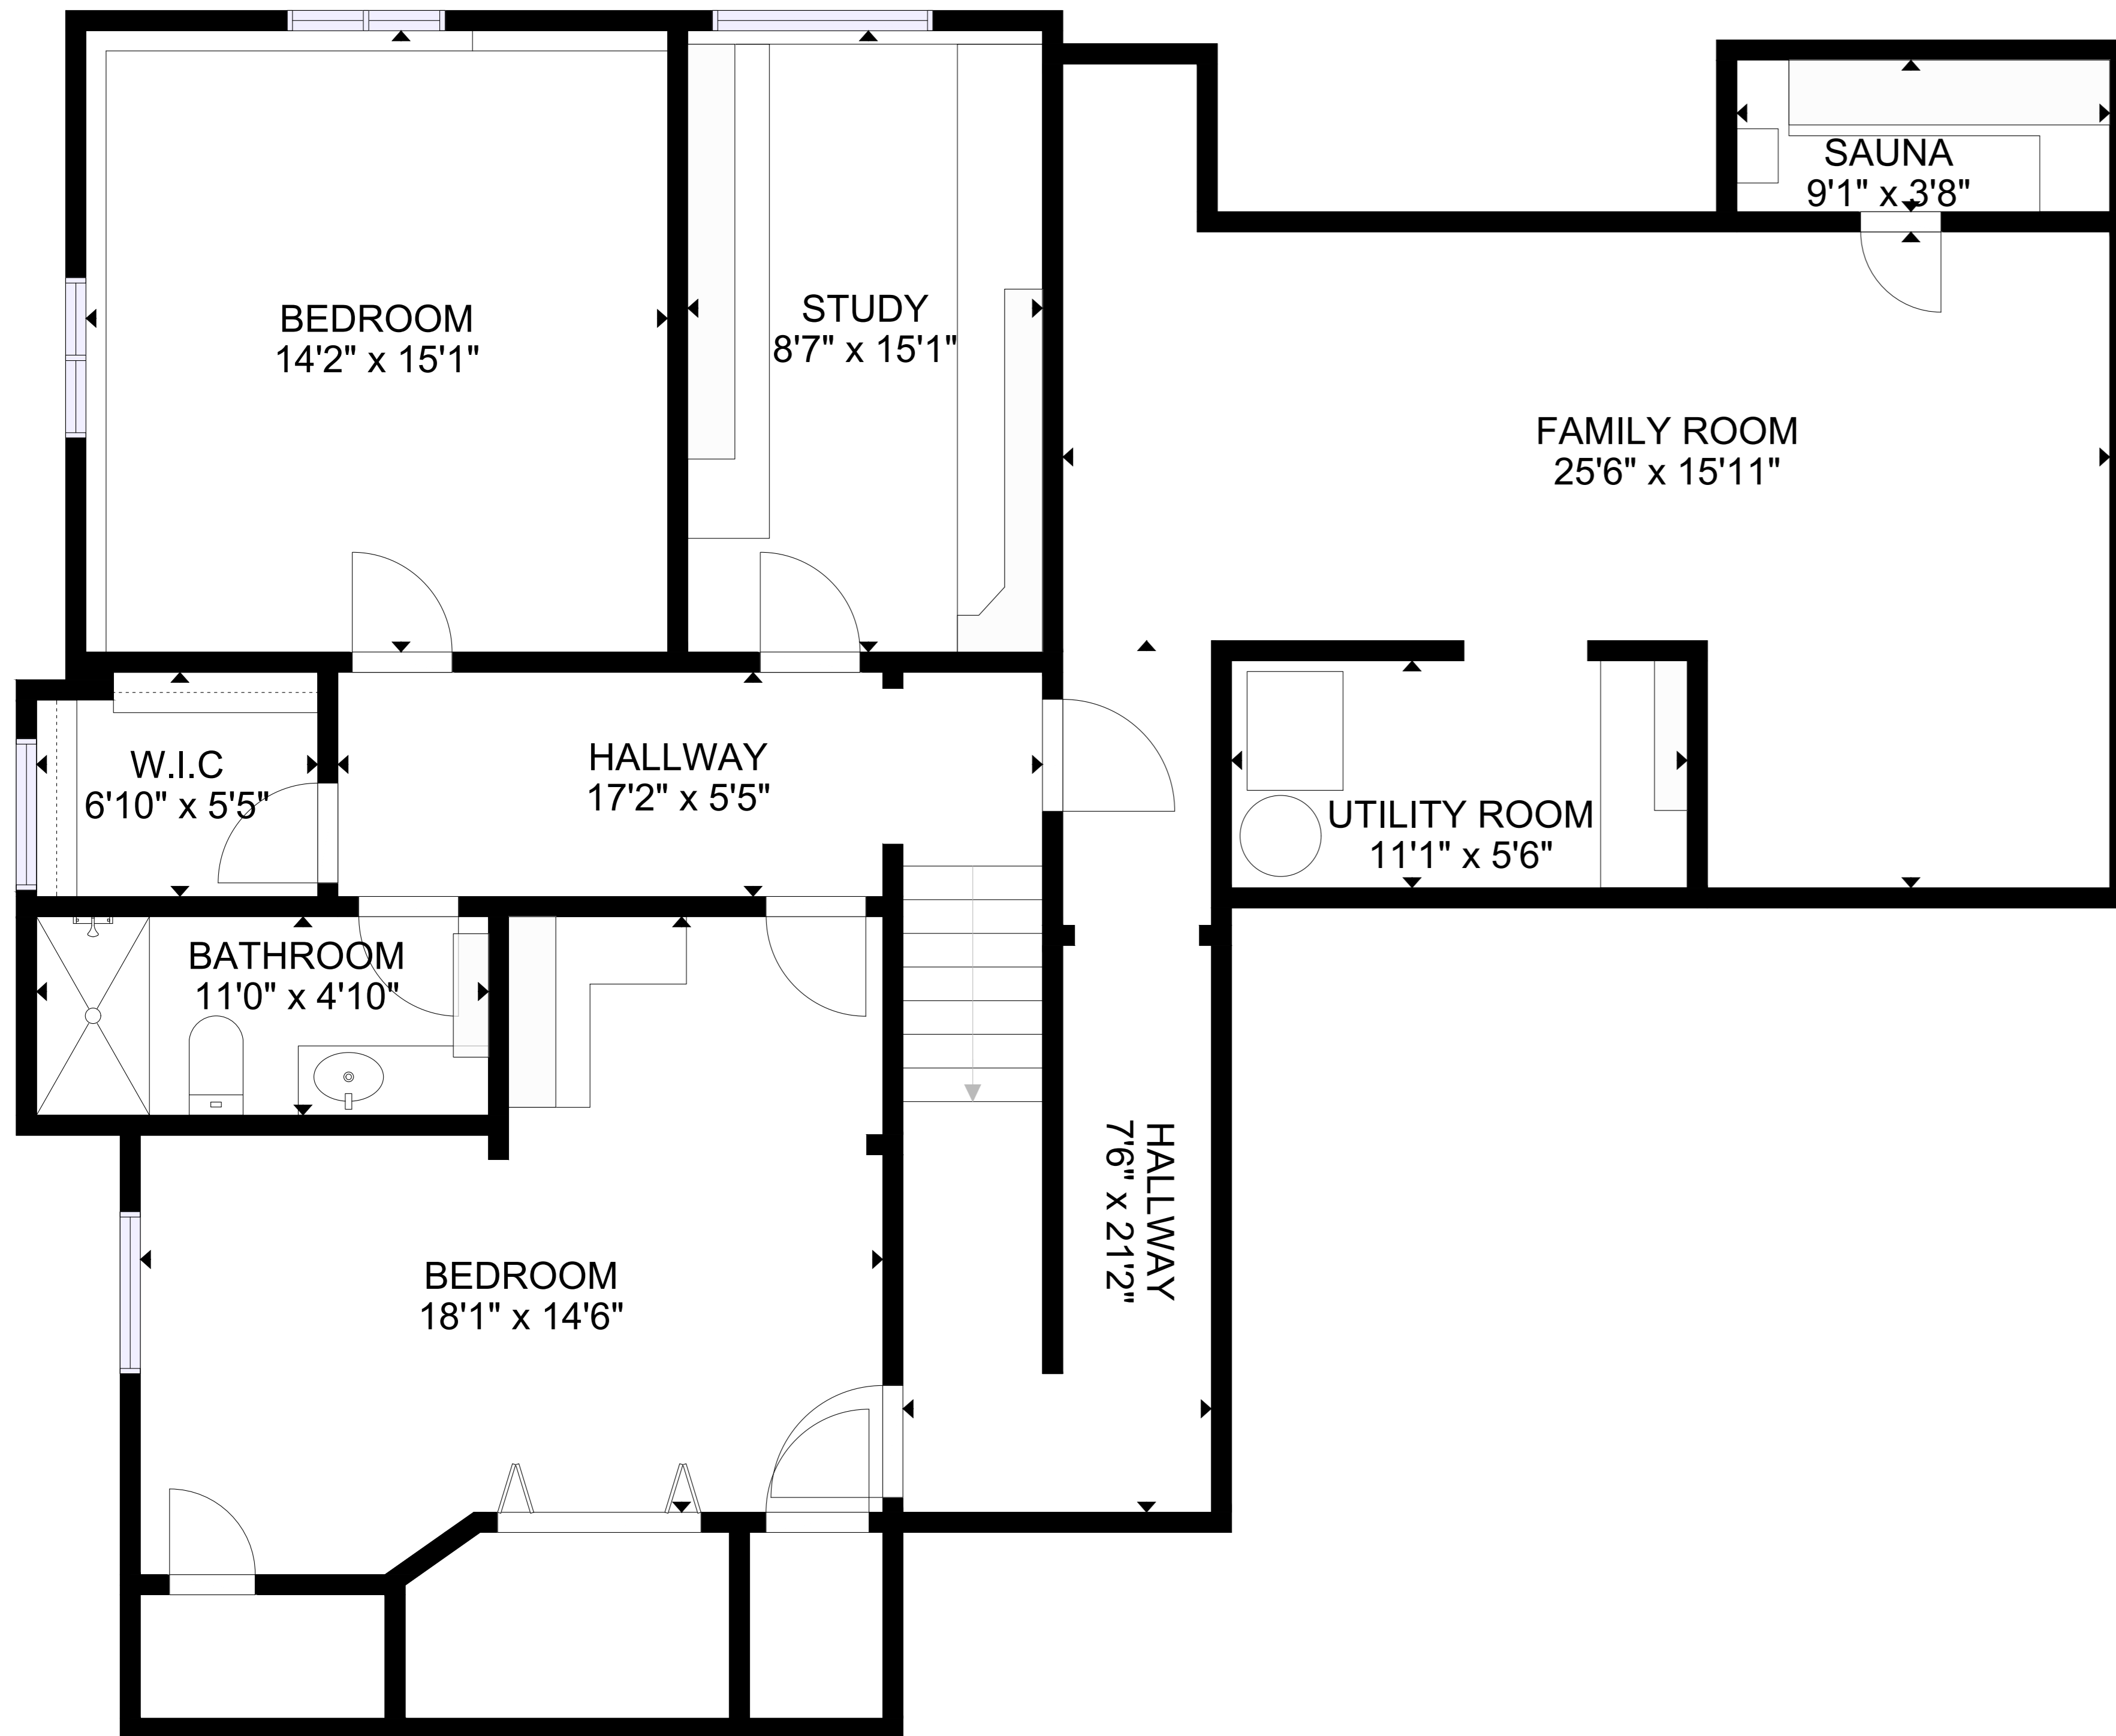 SAUNA
9'1" x 3'8"
BEDROOM
14'2" x 15'1"
STUDY
8'7" x 15'1"
FAMILY ROOM
25'6" x 15'11"
W.I.C
6'10" x 5'5"
HALLWAY
17'2" x 5'5"
UTILITY ROOM
11'1" x 5'6"
BATHROOM
11'0" x 4'10"
HALLWAY
7'6" x 21'2"
BEDROOM
18'1" x 14'6"